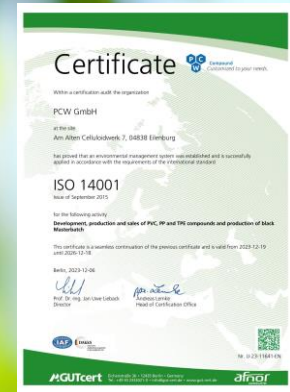 Certificate
PCW
Compound
Customized to your needs.
Within a certification audit the organisation
PCW GmbH
at the site
Am Alten Celluloidwerk 7, 04838 Eilenburg
has proved that an environmental management system was established and is successfully
applied in accordance with the requirements of the international standard
ISO 14001
Issue of September 2015
for the following activity
Development, production and sales of PVC, PP and TPE compounds and production of black
Masterbatch
This certificate is a seamless continuation of the previous certificate and is valid from 2023-12-19
until 2026-12-18
Berlin, 2023-12-06
Prof. Dr.-Ing. Jan Uwe Lieback
Director
Andreas Lemke
Head of Certification Office
IAF
DAkkS
GUTcert
afnor